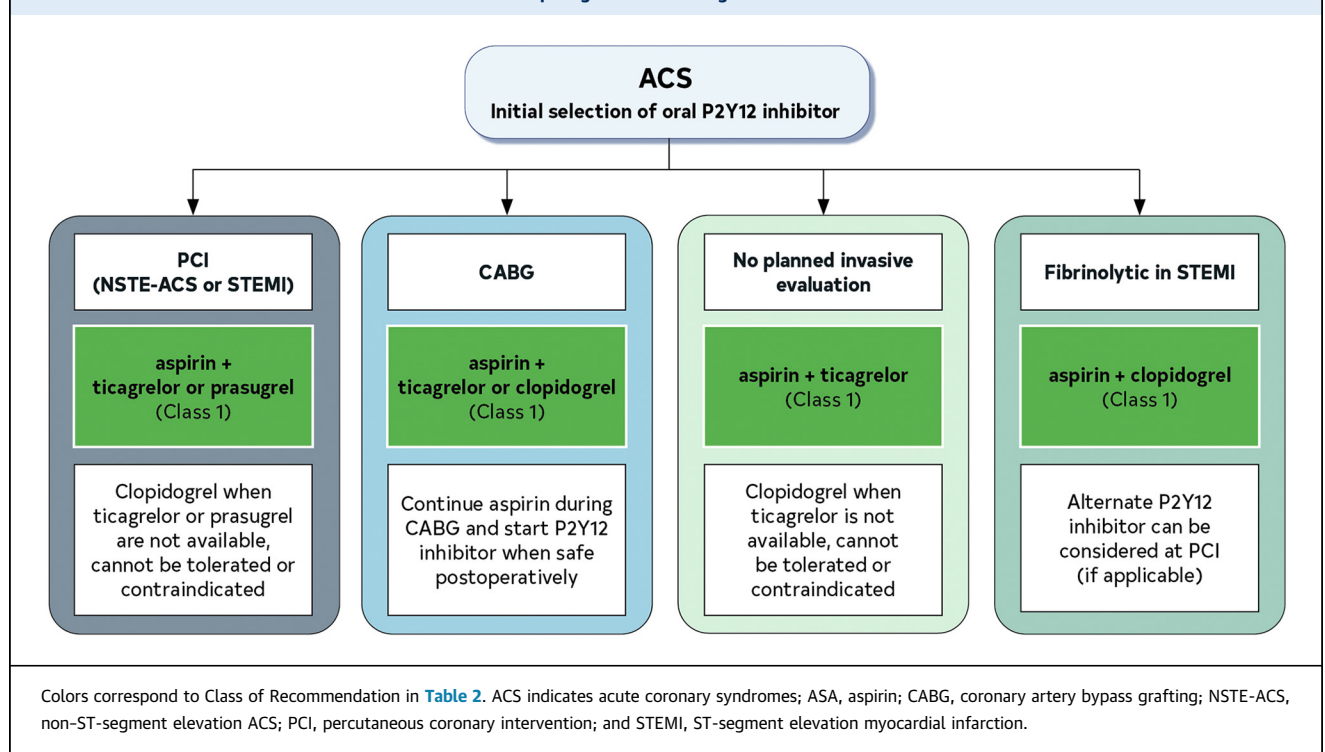 ACS
Initial selection of oral P2Y12 inhibitor
PCI
(NSTE-ACS or STEMI)
aspirin +
ticagrelor or prasugrel
(Class 1)
Clopidogrel when
ticagrelor or prasugrel
are not available,
cannot be tolerated or
contraindicated
CABG
aspirin +
ticagrelor or clopidogrel
(Class 1)
Continue aspirin during
CABG and start P2Y12
inhibitor when safe
postoperatively
No planned invasive
evaluation
aspirin + ticagrelor
(Class 1)
Clopidogrel when
ticagrelor is not
available, cannot
be tolerated or
contraindicated
Fibrinolytic in STEMI
aspirin + clopidogrel
(Class 1)
Alternate P2Y12
inhibitor can be
considered at PCI
(if applicable)
Colors correspond to Class of Recommendation in Table 2. ACS indicates acute coronary syndromes; ASA, aspirin; CABG, coronary artery bypass grafting; NSTE-ACS,
non–ST-segment elevation ACS; PCI, percutaneous coronary intervention; and STEMI, ST-segment elevation myocardial infarction.